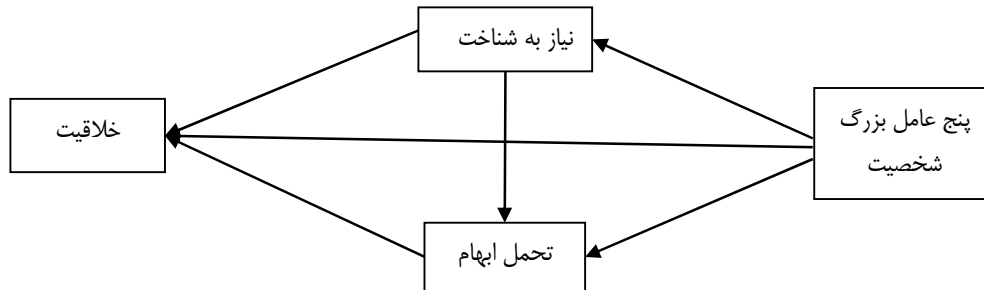 نیاز به شناخت
پنج عامل بزرگ
شخصیت
خلاقیت
تحمل ابهام